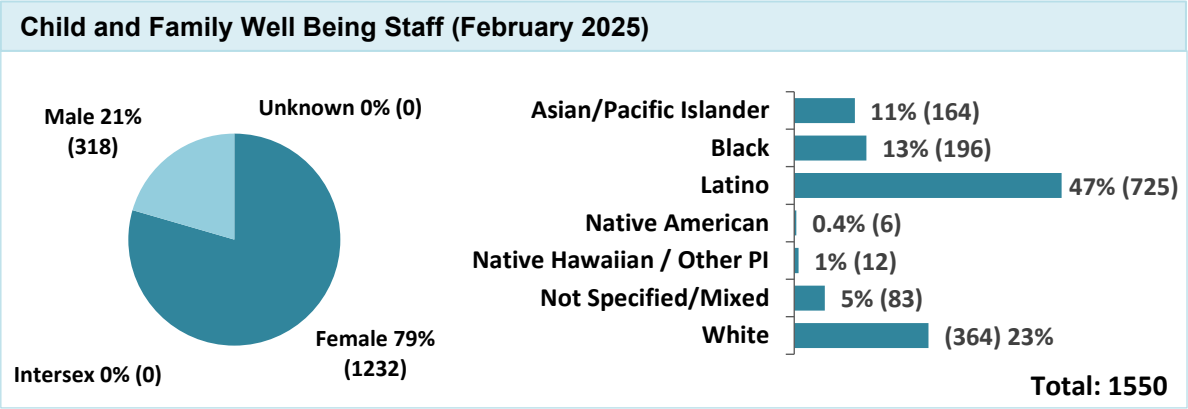 Child and Family Well Being Staff (February 2025)
Male 21%
(318)
Unknown 0% (0)
Female 79%
(1232)
Intersex 0% (0)
Asian/Pacific Islander 11% (164)
Black 13% (196)
Latino 47% (725)
Native American 0.4% (6)
Native Hawaiian / Other PI 1% (12)
Not Specified/Mixed 5% (83)
White (364) 23%
Total: 1550